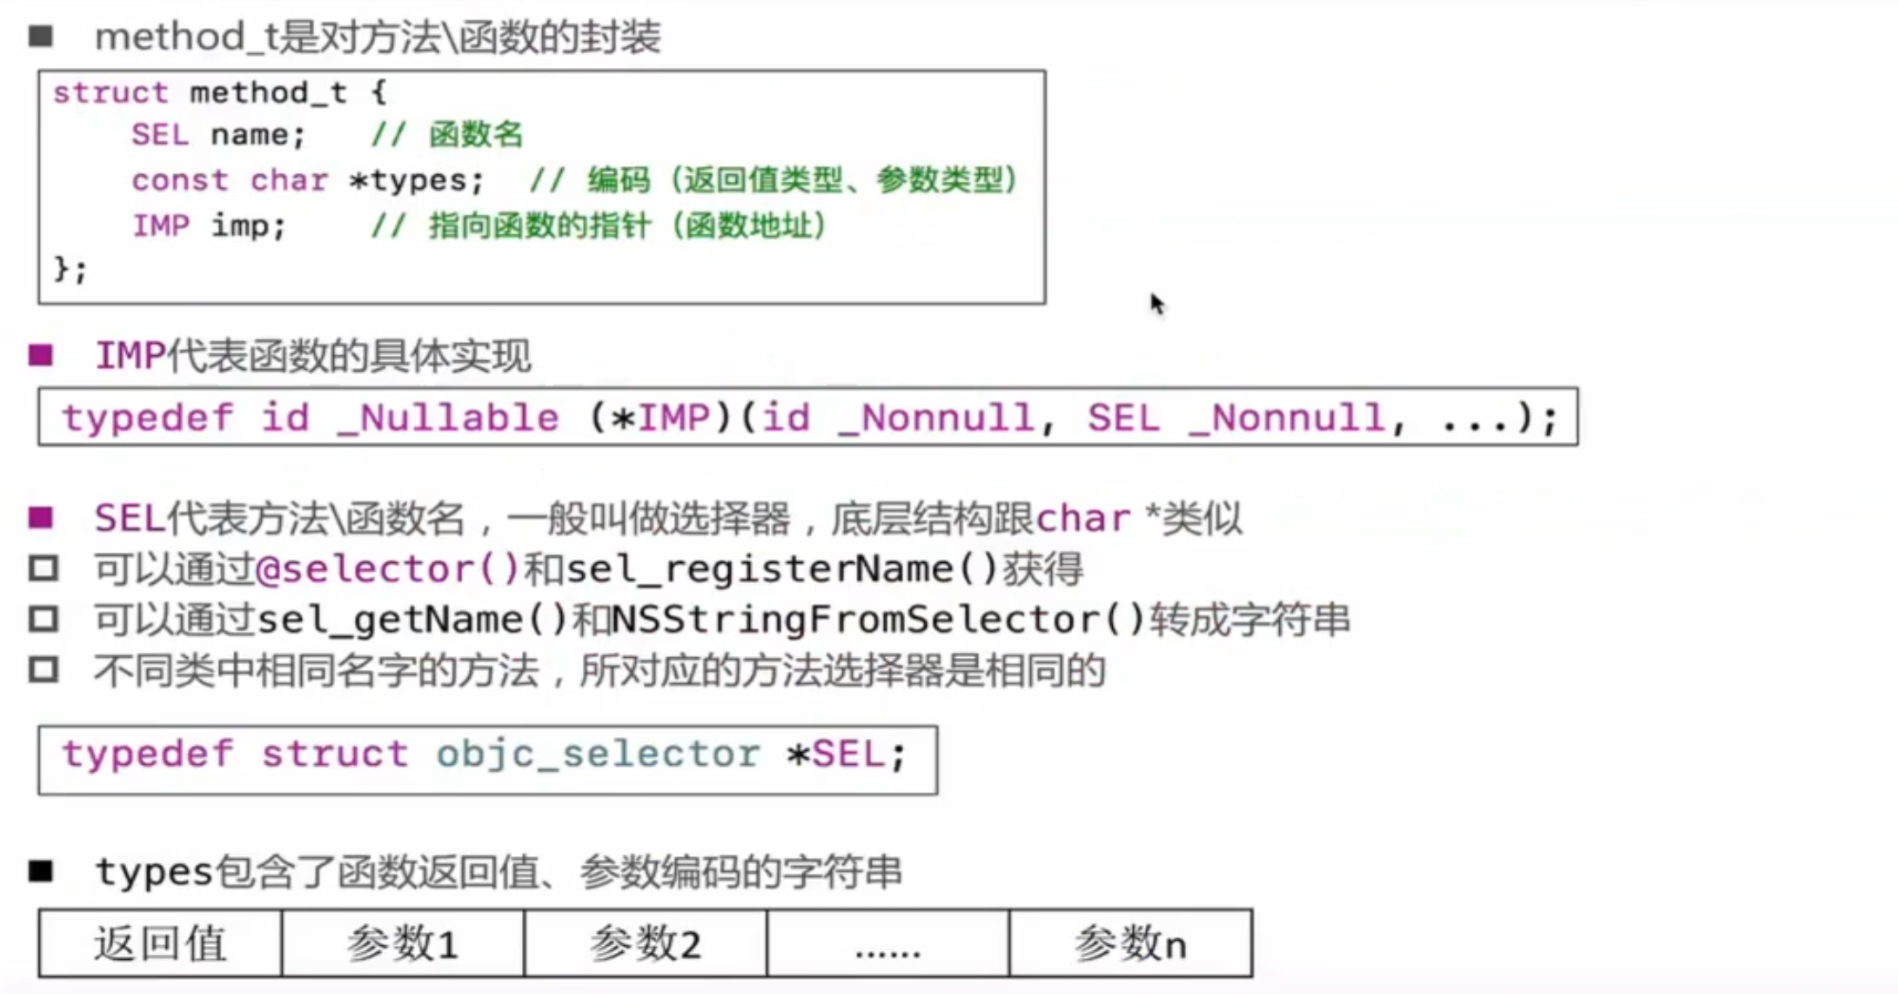 method_t是对方法\函数的封装
struct method_t {
SEL name; // 函数名
const char *types; // 编码（返回值类型、参数类型）
IMP imp; // 指向函数的指针（函数地址）
};
IMP代表函数的具体实现
typedef id _Nullable (*IMP)(id _Nonnull, SEL _Nonnull, ...);
SEL代表方法\函数名，一般叫做选择器，底层结构跟char *类似
可以通过@selector()和sel_registerName()获得
可以通过sel_getName()和NSStringFromSelector()转成字符串
不同类中相同名字的方法，所对应的方法选择器是相同的
typedef struct objc_selector *SEL;
types包含了函数返回值、参数编码的字符串
返回值 参数1 参数2 ...... 参数n